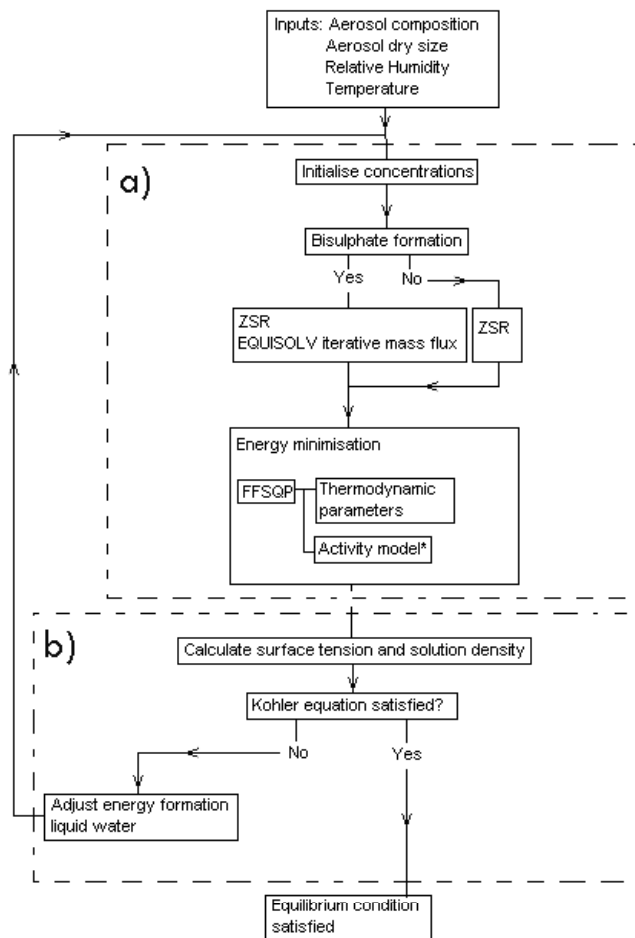 Inputs: Aerosol composition
Aerosol dry size
Relative Humidity
Temperature
a)
Initialise concentrations
Bisulphate formation
Yes
No
ZSR
EQUISOLV iterative mass flux
ZSR
Energy minimisation
FFSQP
Thermodynamic
parameters
Activity model*
b)
Calculate surface tension and solution density
Kohler equation satisfied?
No
Yes
Adjust energy formation
liquid water
Equilibrium condition
satisfied